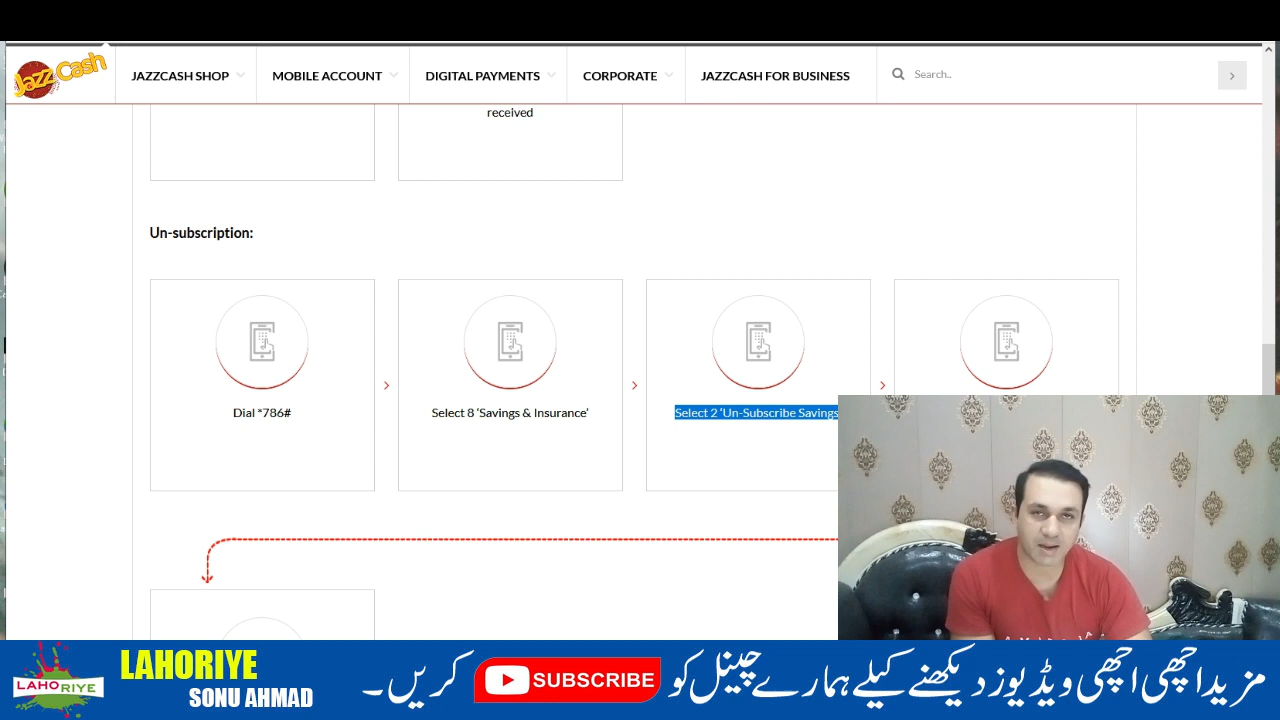 JazzCash
JAZZCASH SHOP
MOBILE ACCOUNT
DIGITAL PAYMENTS
CORPORATE
JAZZCASH FOR BUSINESS
Search..
received
Un-subscription:
Dial *786#
Select 8 ‘Savings & Insurance’
Select 2 ‘Un-Subscribe Savings
LAHORIYE
LAHORIYE
SONU AHMAD
مزید اچھی اچھی ویڈیوز دیکھنے کیلے ہمارے چینل کو SUBSCRIBE کریں۔